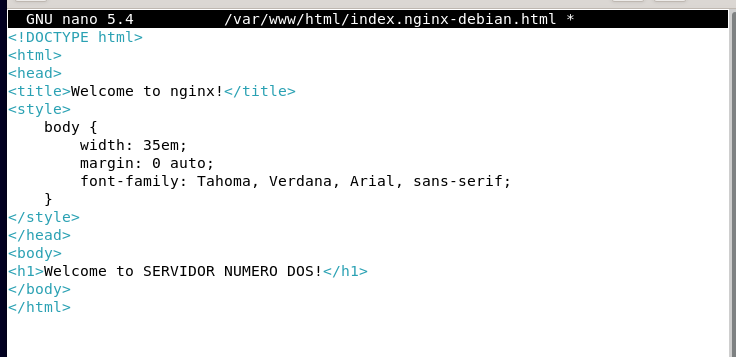 GNU nano 5.4 /var/www/html/index.nginx-debian.html *
<!DOCTYPE html>
<html>
<head>
<title>Welcome to nginx!</title>
<style>
    body {
        width: 35em;
        margin: 0 auto;
        font-family: Tahoma, Verdana, Arial, sans-serif;
    }
</style>
</head>
<body>
<h1>Welcome to SERVIDOR NUMERO DOS!</h1>
</body>
</html>